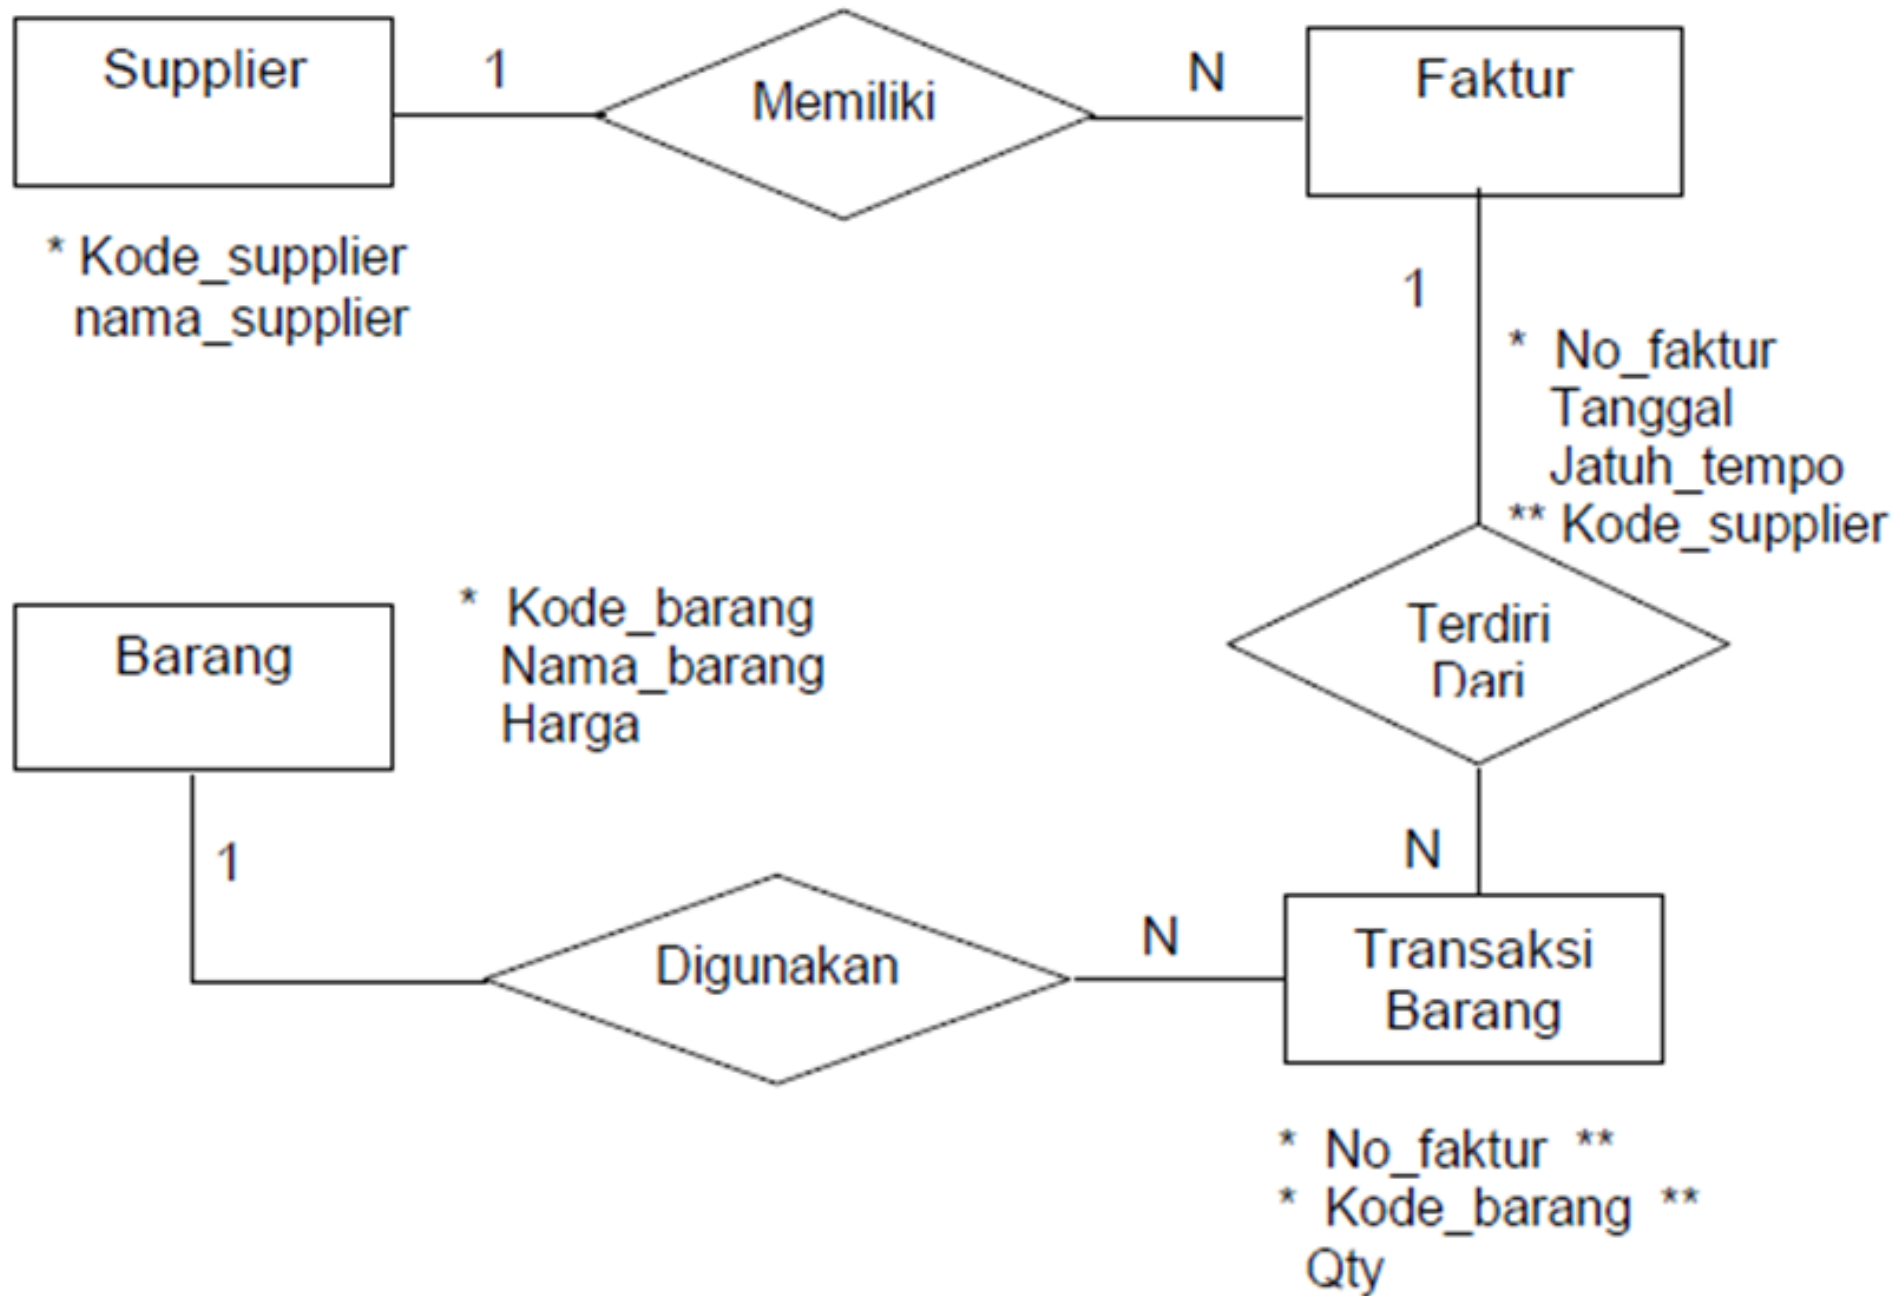 Supplier
1
Memiliki
N
Faktur
* Kode_supplier
nama_supplier
1
* No_faktur
Tanggal
Jatuh_tempo
** Kode_supplier
Barang
* Kode_barang
Nama_barang
Harga
Terdiri
Dari
1
N
Digunakan
N
Transaksi
Barang
* No_faktur **
* Kode_barang **
Qty